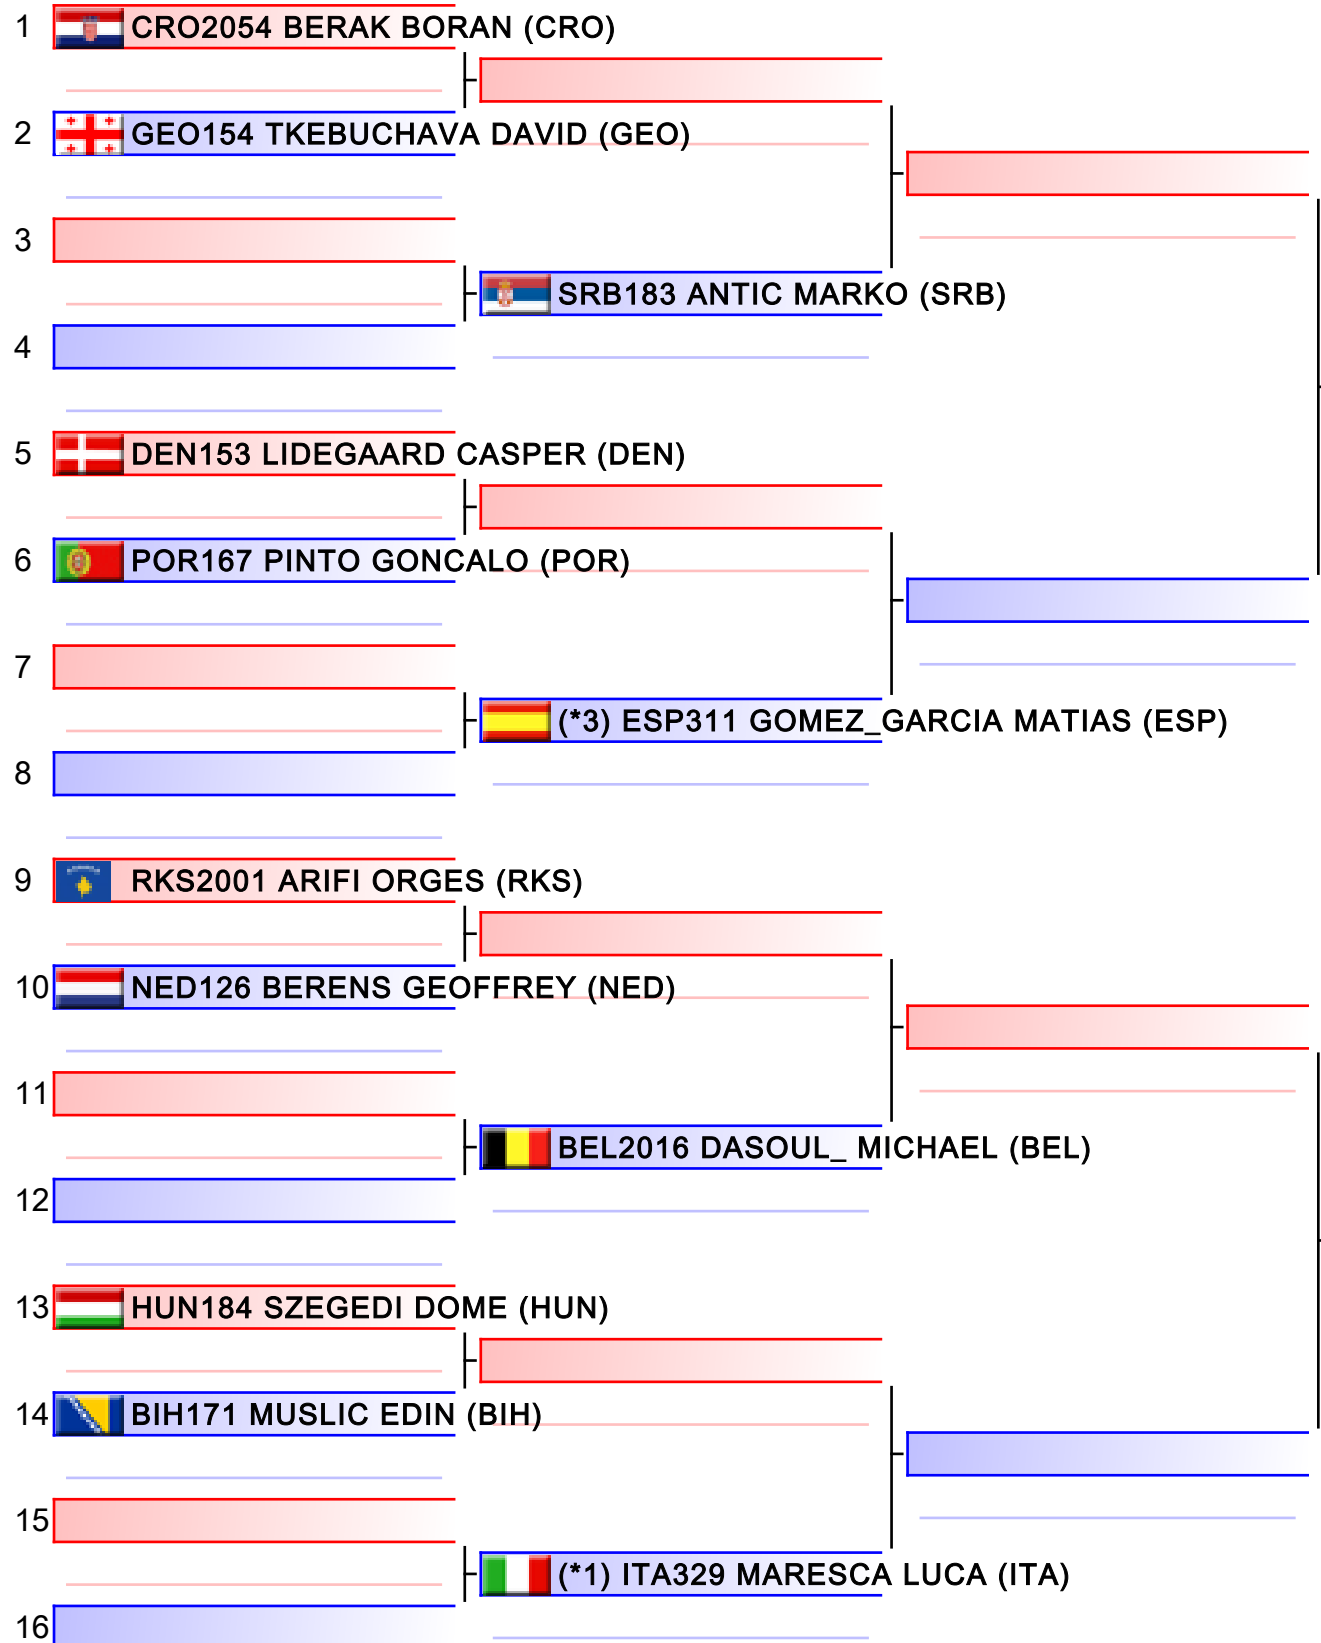 1 CRO2054 BERAK BORAN (CRO)
2 GEO154 TKEBUCHAVA DAVID (GEO)
3
SRB183 ANTIC MARKO (SRB)
4
5 DEN153 LIDEGAARD CASPER (DEN)
6 POR167 PINTO GONCALO (POR)
7
(*3) ESP311 GOMEZ_GARCIA MATIAS (ESP)
8
9 RKS2001 ARIFI ORGES (RKS)
10 NED126 BERENS GEOFFREY (NED)
11
BEL2016 DASOUL_ MICHAEL (BEL)
12
13 HUN184 SZEGEDI DOME (HUN)
14 BIH171 MUSLIC EDIN (BIH)
15
(*1) ITA329 MARESCA LUCA (ITA)
16